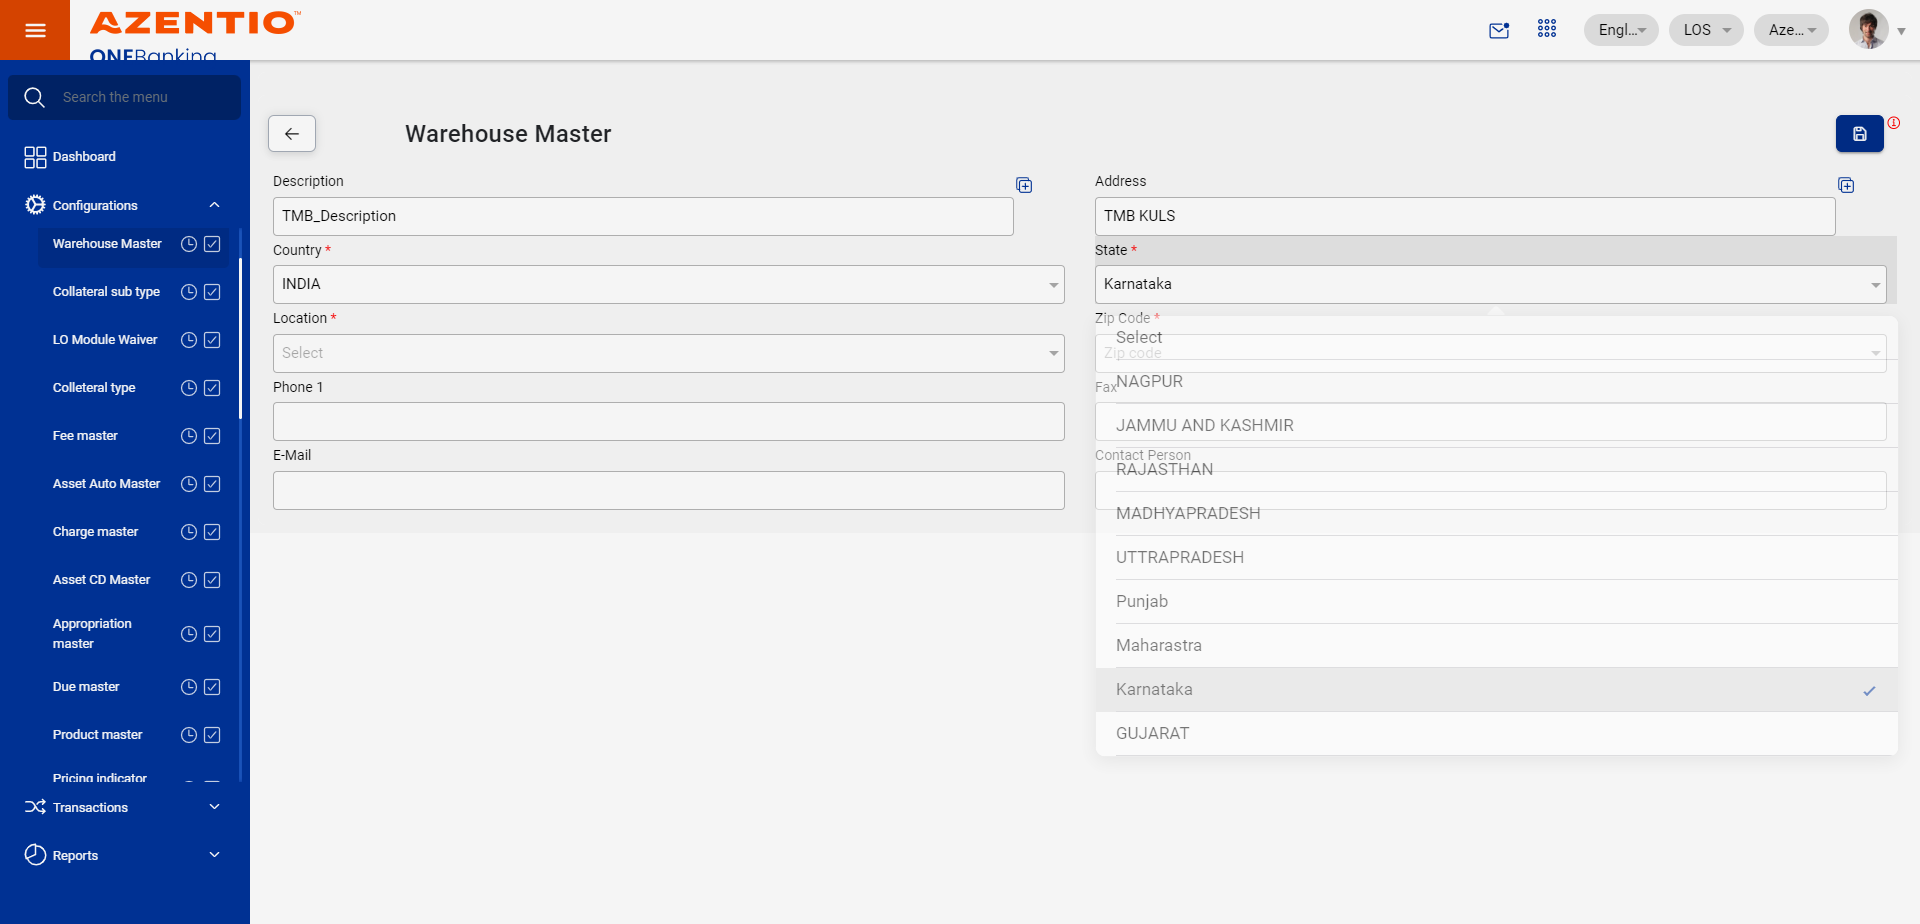 AZENTIO™
ONEBanking
Engl...
LOS
Aze...
Search the menu
Dashboard
Configurations
Warehouse Master
Collateral sub type
LO Module Waiver
Colleteral type
Fee master
Asset Auto Master
Charge master
Asset CD Master
Appropriation
master
Due master
Product master
Pricing indicator
Transactions
Reports
Warehouse Master
Description
TMB_Description
Address
TMB KULS
Country *
INDIA
State *
Karnataka
Location *
Select
Zip Code *
Zip code
Phone 1
Fax
E-Mail
Contact Person
Select
NAGPUR
JAMMU AND KASHMIR
RAJASTHAN
MADHYAPRADESH
UTTRAPRADESH
Punjab
Maharastra
Karnataka
GUJARAT